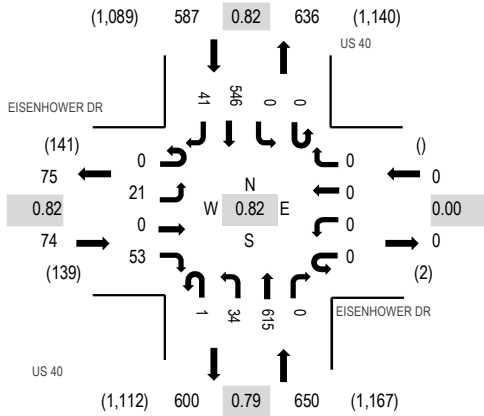 (1,089) 587 0.82 636 (1,140)
US 40
41 546 0 0
EISENHOWER DR
(141) 0 0 ()
75 0
21 N 0
0.82 W 0.82 E 0.00
0 0
74 S 0
53 0
(139) (2)
1 34 615 0
EISENHOWER DR
US 40
(1,112) 600 0.79 650 (1,167)